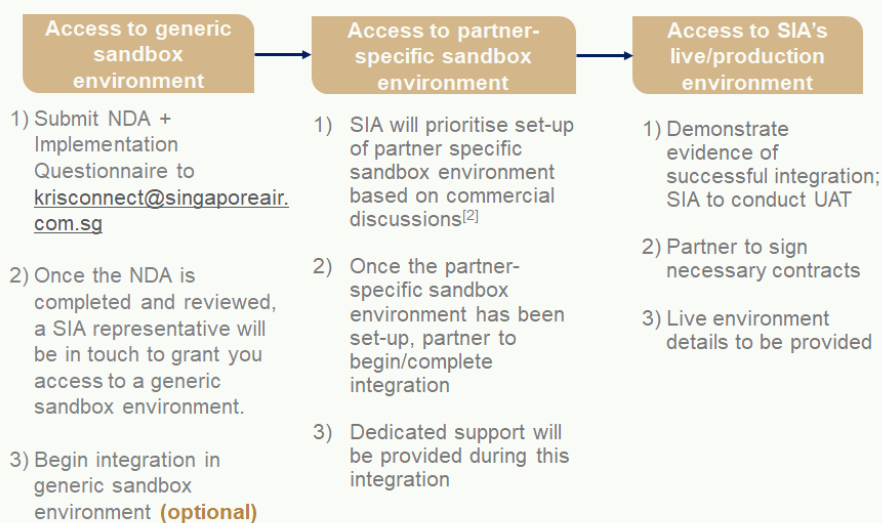 Access to generic
sandbox
environment
1) Submit NDA +
Implementation
Questionnaire to
krisconnect@singaporeair.
com.sg
2) Once the NDA is
completed and reviewed,
a SIA representative will
be in touch to grant you
access to a generic
sandbox environment.
3) Begin integration in
generic sandbox
environment (optional)
Access to partner-
specific sandbox
environment
1) SIA will prioritise set-up
of partner specific
sandbox environment
based on commercial
discussions[2]
2) Once the partner-
specific sandbox
environment has been
set-up, partner to
begin/complete
integration
3) Dedicated support will
be provided during this
integration
Access to SIA's
live/production
environment
1) Demonstrate
evidence of
successful integration;
SIA to conduct UAT
2) Partner to sign
necessary contracts
3) Live environment
details to be provided